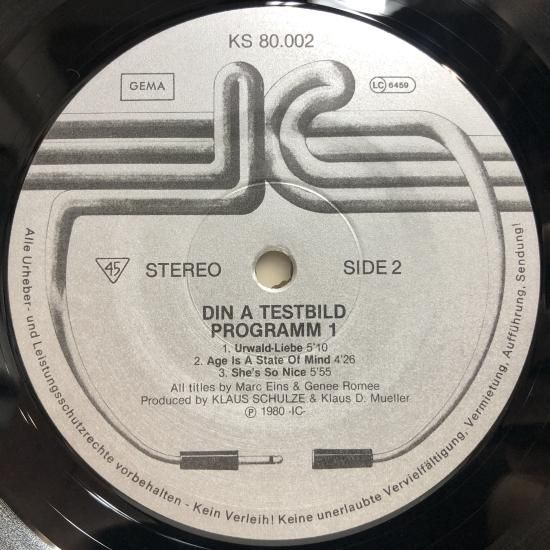 KS 80.002
GEMA
LC 6459
iC
45
STEREO
SIDE 2
DIN A TESTBILD
PROGRAMM 1
1. Urwald-Liebe 5'10
2. Age Is A State Of Mind 4'26
3. She's So Nice 5'55
All titles by Marc Eins & Genee Romee
Produced by KLAUS SCHULZE & Klaus D. Mueller
Ⓟ 1980 -IC-
Alle Urheber- und Leistungsschutzrechte vorbehalten - Kein Verleih! Keine unerlaubte Vervielfältigung, Vermietung, Aufführung, Sendung!